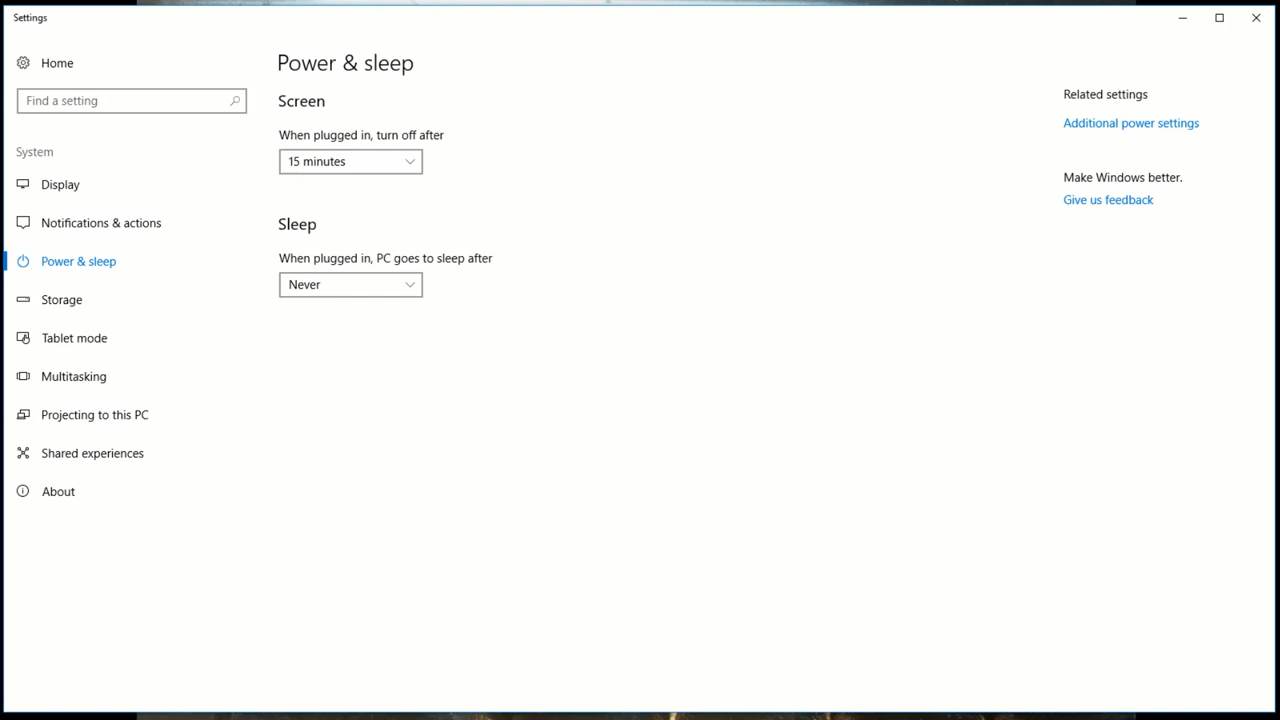 Settings
Home
Find a setting
System
Display
Notifications & actions
Power & sleep
Storage
Tablet mode
Multitasking
Projecting to this PC
Shared experiences
About
Power & sleep
Screen
When plugged in, turn off after
15 minutes
Sleep
When plugged in, PC goes to sleep after
Never
Related settings
Additional power settings
Make Windows better.
Give us feedback